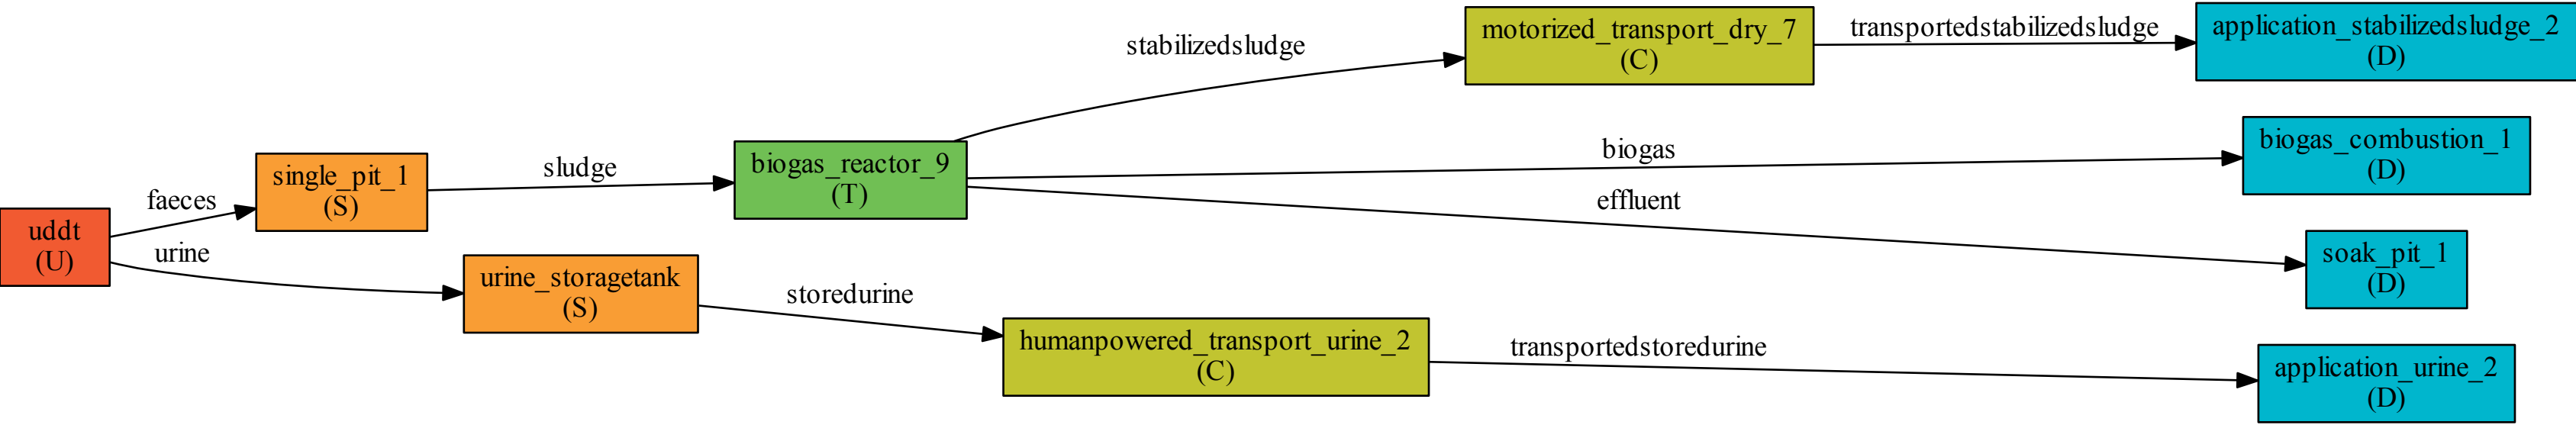 uddt
(U)
faeces
urine
single_pit_1
(S)
sludge
urine_storagetank
(S)
storedurine
biogas_reactor_9
(T)
stabilizedsludge
biogas
effluent
humanpowered_transport_urine_2
(C)
transportedstoredurine
motorized_transport_dry_7
(C)
transportedstabilizedsludge
application_stabilizedsludge_2
(D)
biogas_combustion_1
(D)
soak_pit_1
(D)
application_urine_2
(D)